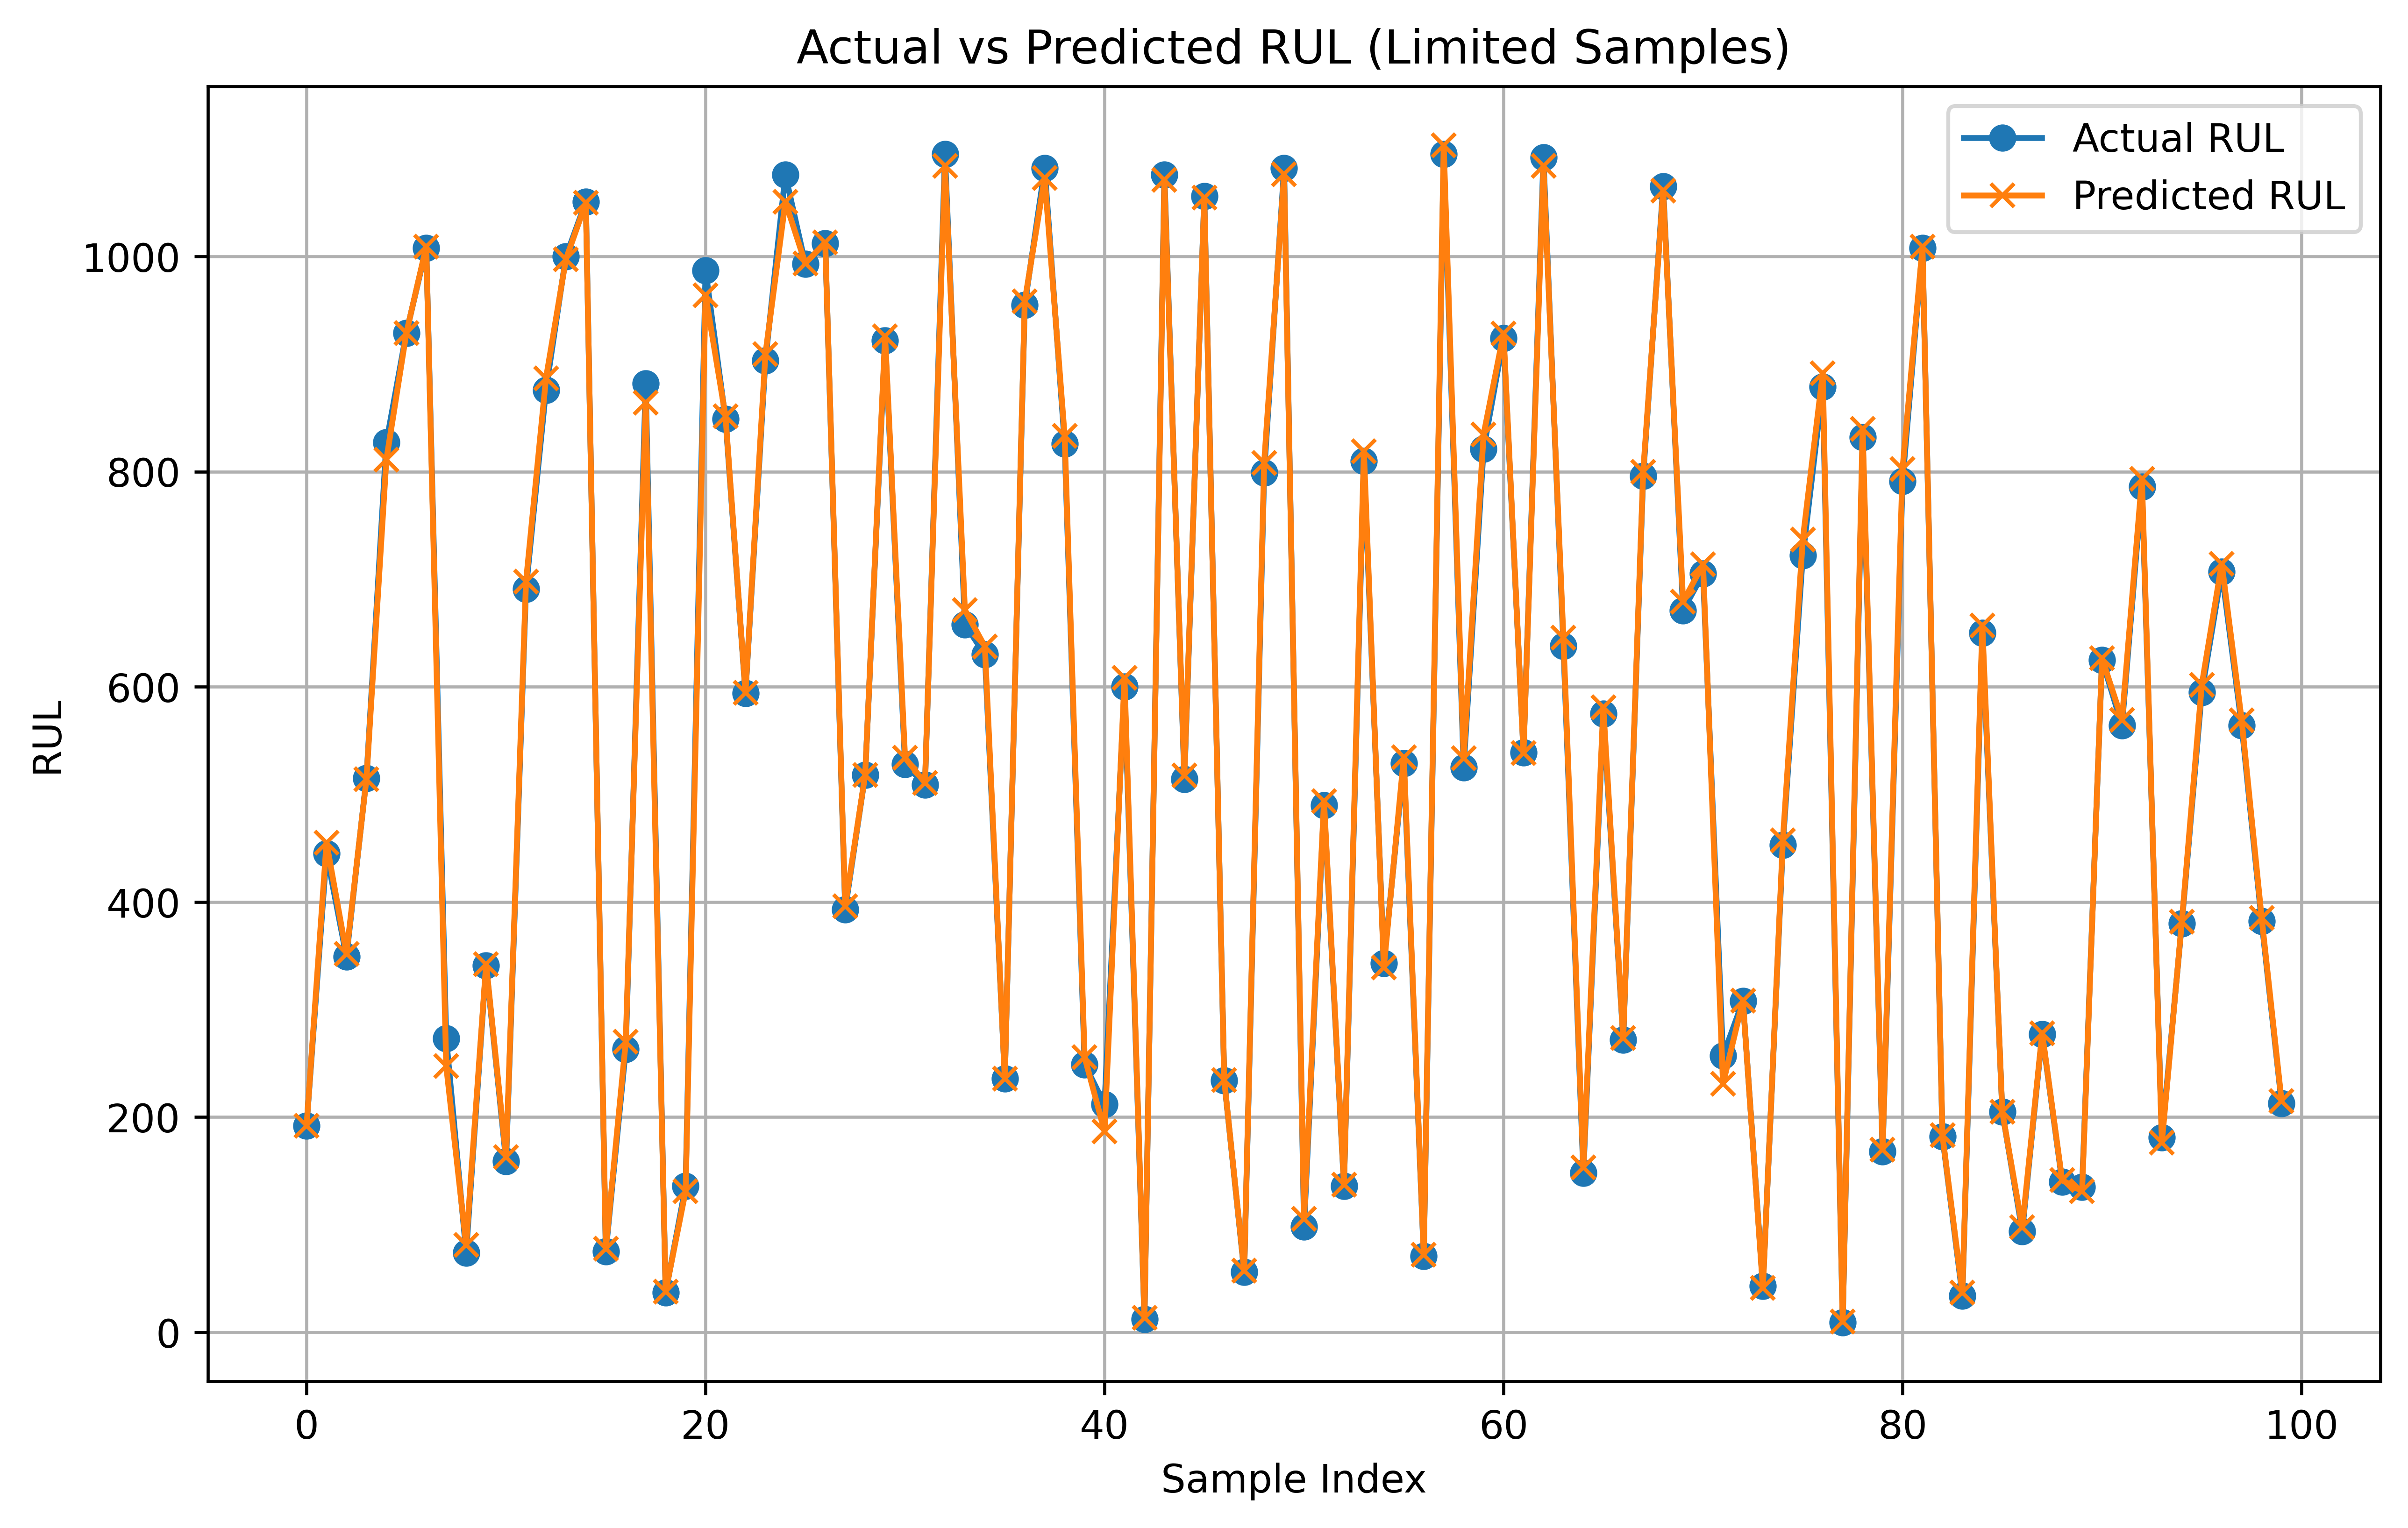 Actual vs Predicted RUL (Limited Samples)
Actual RUL
Predicted RUL
1000
800
600
400
200
0
RUL
0 20 40 60 80 100
Sample Index